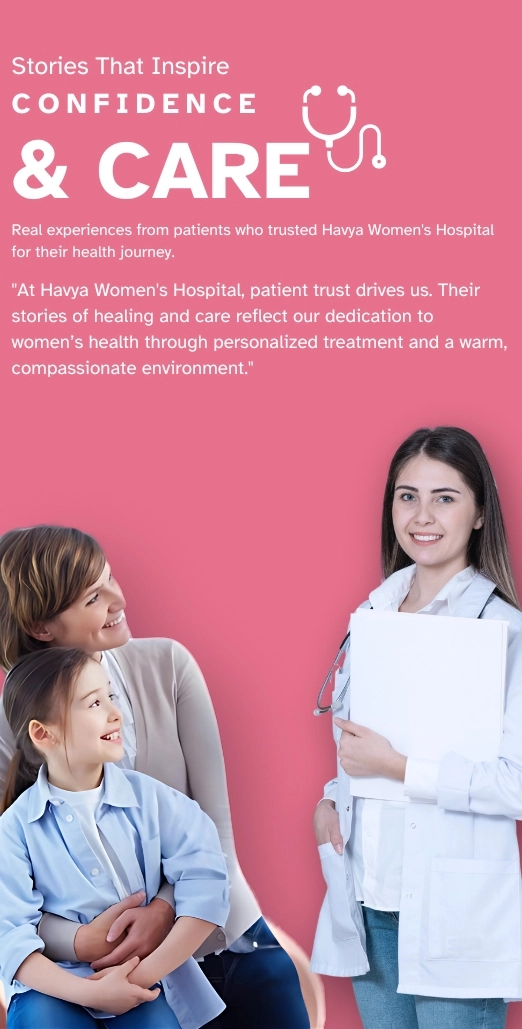 Stories That Inspire
CONFIDENCE
& CARE
Real experiences from patients who trusted Havya Women's Hospital
for their health journey.
"At Havya Women's Hospital, patient trust drives us. Their
stories of healing and care reflect our dedication to
women’s health through personalized treatment and a warm,
compassionate environment."